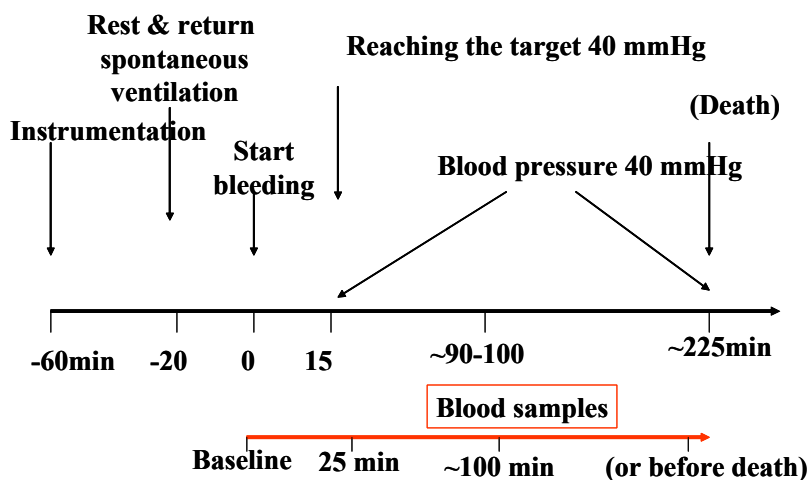 Rest & return
spontaneous
ventilation
Reaching the target 40 mmHg
(Death)
Instrumentation
Start
bleeding
Blood pressure 40 mmHg
-60min
-20
0
15
~90-100
~225min
Blood samples
Baseline
25 min
~100 min
(or before death)